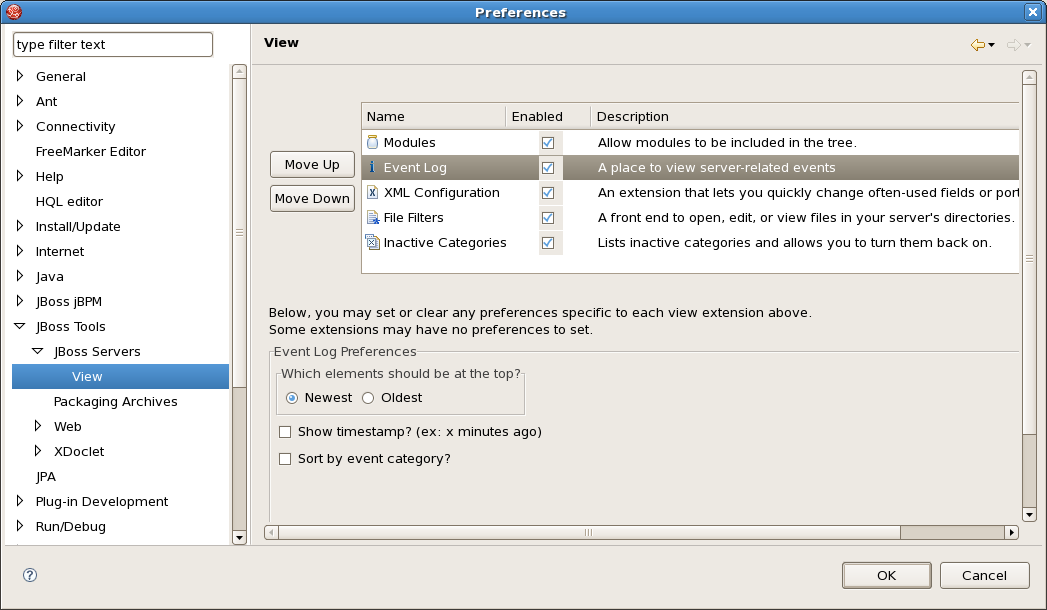 Preferences
type filter text
General
Ant
Connectivity
FreeMarker Editor
Help
HQL editor
Install/Update
Internet
Java
JBoss jBPM
JBoss Tools
JBoss Servers
View
Packaging Archives
Web
XDoclet
JPA
Plug-in Development
Run/Debug
View
Move Up
Move Down
Name Enabled Description
Modules Allow modules to be included in the tree.
Event Log A place to view server-related events
XML Configuration An extension that lets you quickly change often-used fields or port
File Filters A front end to open, edit, or view files in your server's directories.
Inactive Categories Lists inactive categories and allows you to turn them back on.
Below, you may set or clear any preferences specific to each view extension above.
Some extensions may have no preferences to set.
Event Log Preferences
Which elements should be at the top?
Newest Oldest
Show timestamp? (ex: x minutes ago)
Sort by event category?
? OK Cancel